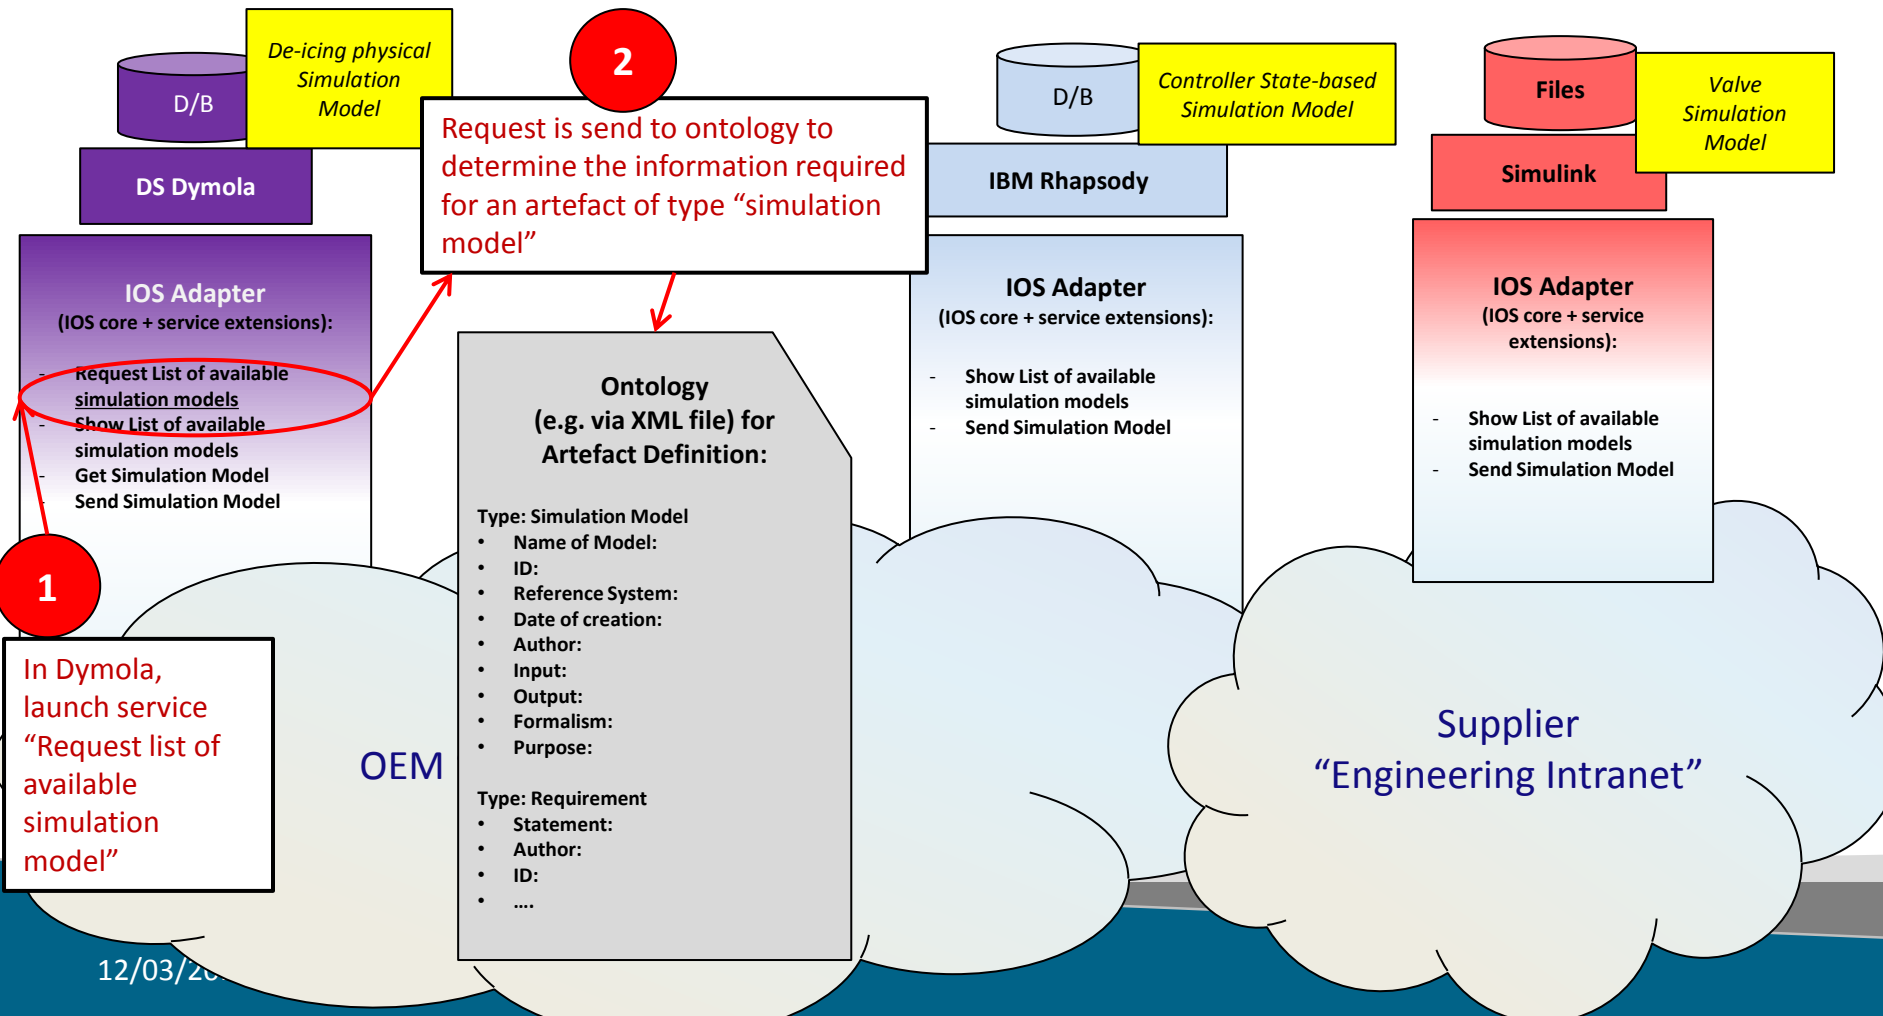 De-icing physical
Simulation
Model
D/B
DS Dymola
2
Request is send to ontology to
determine the information required
for an artefact of type “simulation
model”
D/B
Controller State-based
Simulation Model
IBM Rhapsody
Files
Valve
Simulation
Model
Simulink
IOS Adapter
(IOS core + service extensions):
- Request List of available
simulation models
- Show List of available
simulation models
- Get Simulation Model
- Send Simulation Model
1
In Dymola,
launch service
“Request list of
available
simulation
model”
Ontology
(e.g. via XML file) for
Artefact Definition:
Type: Simulation Model
• Name of Model:
• ID:
• Reference System:
• Date of creation:
• Author:
• Input:
• Output:
• Formalism:
• Purpose:
Type: Requirement
• Statement:
• Author:
• ID:
• ....
IOS Adapter
(IOS core + service extensions):
- Show List of available
simulation models
- Send Simulation Model
IOS Adapter
(IOS core + service
extensions):
- Show List of available
simulation models
- Send Simulation Model
OEM
Supplier
“Engineering Intranet”
12/03/20